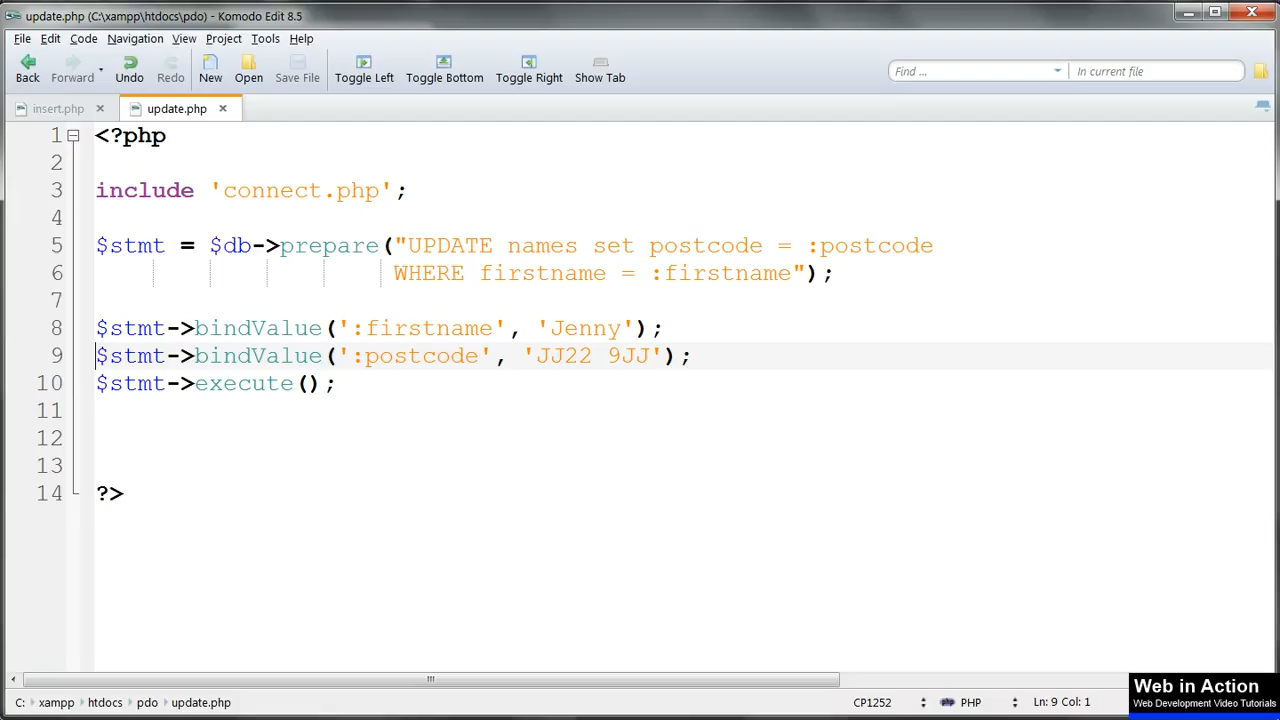 update.php (C:\xampp\htdocs\pdo) - Komodo Edit 8.5
File Edit Code Navigation View Project Tools Help
Back Forward Undo Redo New Open Save File Toggle Left Toggle Bottom Toggle Right Show Tab Find ... In current file
insert.php update.php
1 <?php
2
3 include 'connect.php';
4
5 $stmt = $db->prepare("UPDATE names set postcode = :postcode
6 WHERE firstname = :firstname");
7
8 $stmt->bindValue(':firstname', 'Jenny');
9 $stmt->bindValue(':postcode', 'JJ22 9JJ');
10 $stmt->execute();
11
12
13
14 ?>
C: xampp htdocs pdo update.php CP1252 PHP Ln: 9 Col: 1
Web in Action
Web Development Video Tutorials